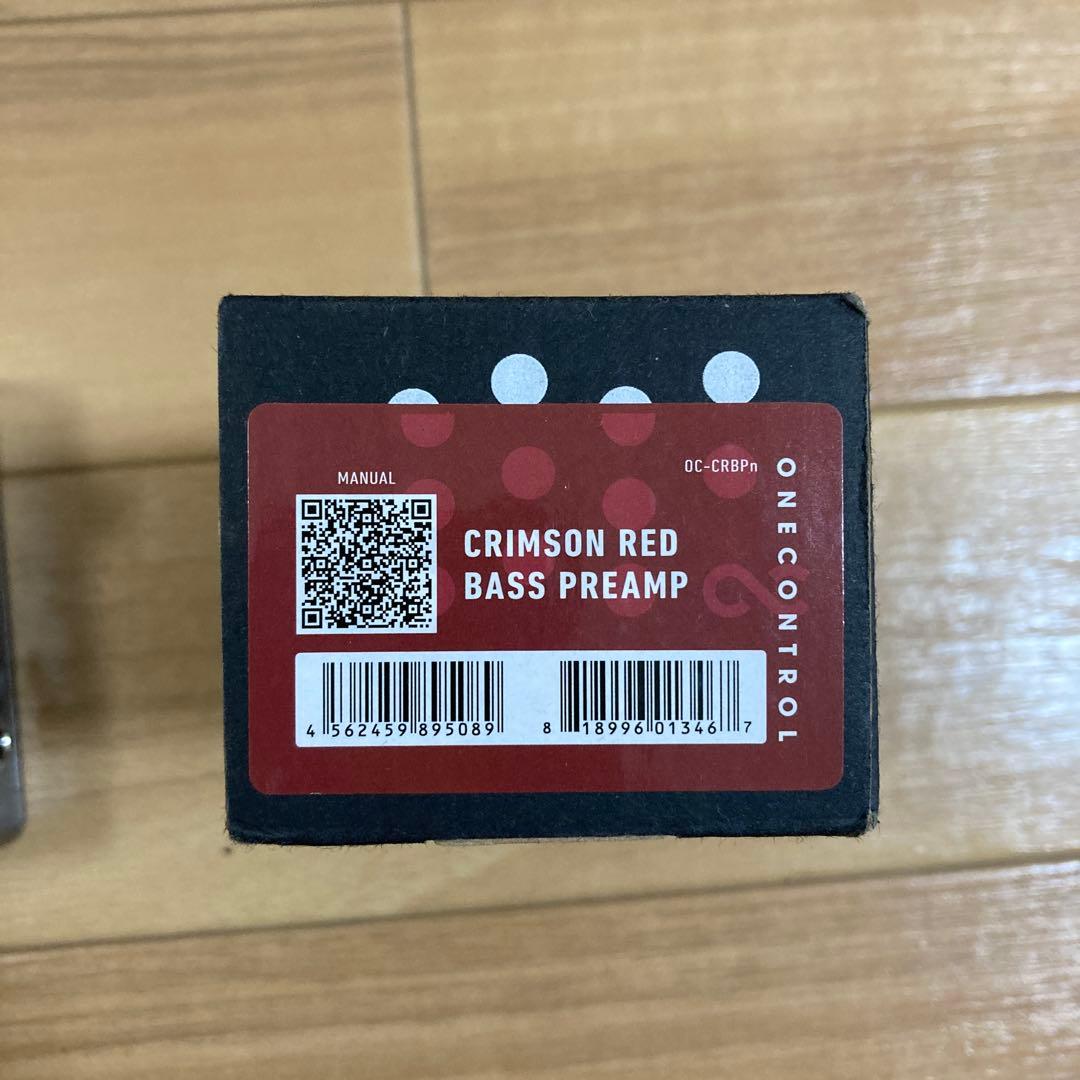 MANUAL
OC-CRBPn
CRIMSON RED
BASS PREAMP
ONECONTROL
4 562459 895089
8 18996 01346 7